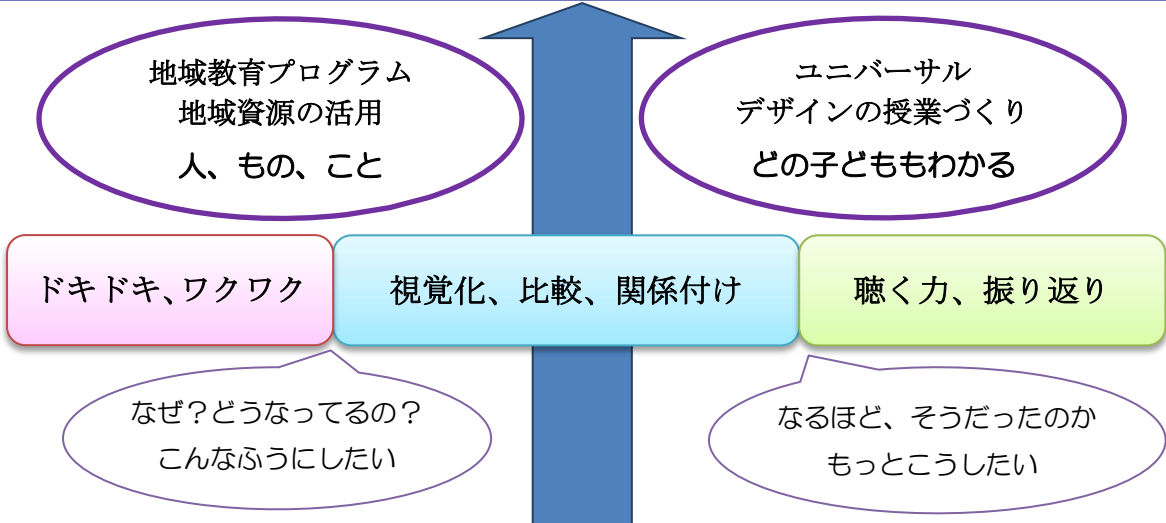 地域教育プログラム
地域資源の活用
人、もの、こと
ユニバーサル
デザインの授業づくり
どの子どももわかる
ドキドキ、ワクワク
視覚化、比較、関係付け
聴く力、振り返り
なぜ？どうなってるの？
こんなふうにしたい
なるほど、そうだったのか
もっとこうしたい